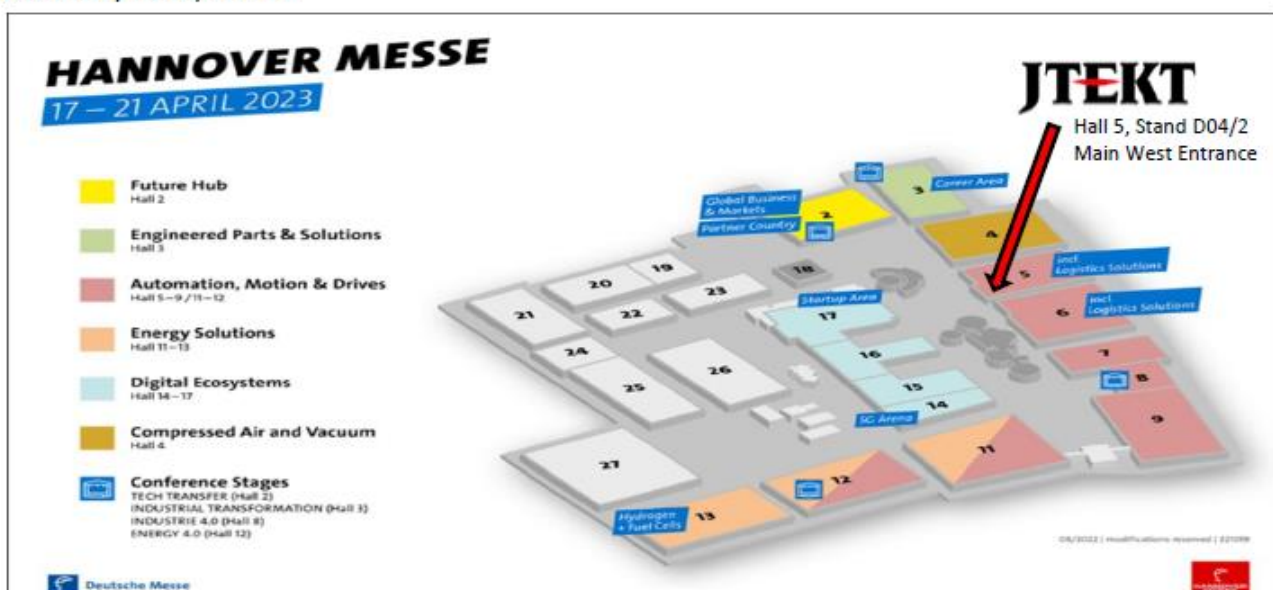 HANNOVER MESSE
17 – 21 APRIL 2023
JTEKT
Hall 5, Stand D04/2
Main West Entrance
Future Hub
Hall 2
Engineered Parts & Solutions
Hall 3
Automation, Motion & Drives
Hall 5–9 /11–12
Energy Solutions
Hall 11–13
Digital Ecosystems
Hall 14–17
Compressed Air and Vacuum
Hall 4
Conference Stages
TECH TRANSFER (Hall 2)
INDUSTRIAL TRANSFORMATION (Hall 3)
INDUSTRIE 4.0 (Hall 8)
ENERGY 4.0 (Hall 12)
3
Career Area
Global Business
& Markets
2
Partner Country
4
5
incl.
Logistics Solutions
6
incl.
Logistics Solutions
7
8
9
18
19
20
21
22
23
24
25
26
27
Startup Area
17
16
15
14
5G Arena
11
12
13
Hydrogen
+ Fuel Cells
modifications reserved
Deutsche Messe